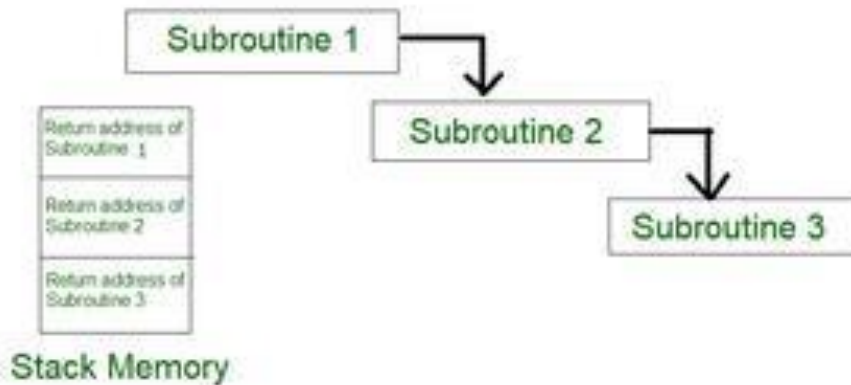 Subroutine 1
Subroutine 2
Subroutine 3
Return address of
Subroutine 1
Return address of
Subroutine 2
Return address of
Subroutine 3
Stack Memory